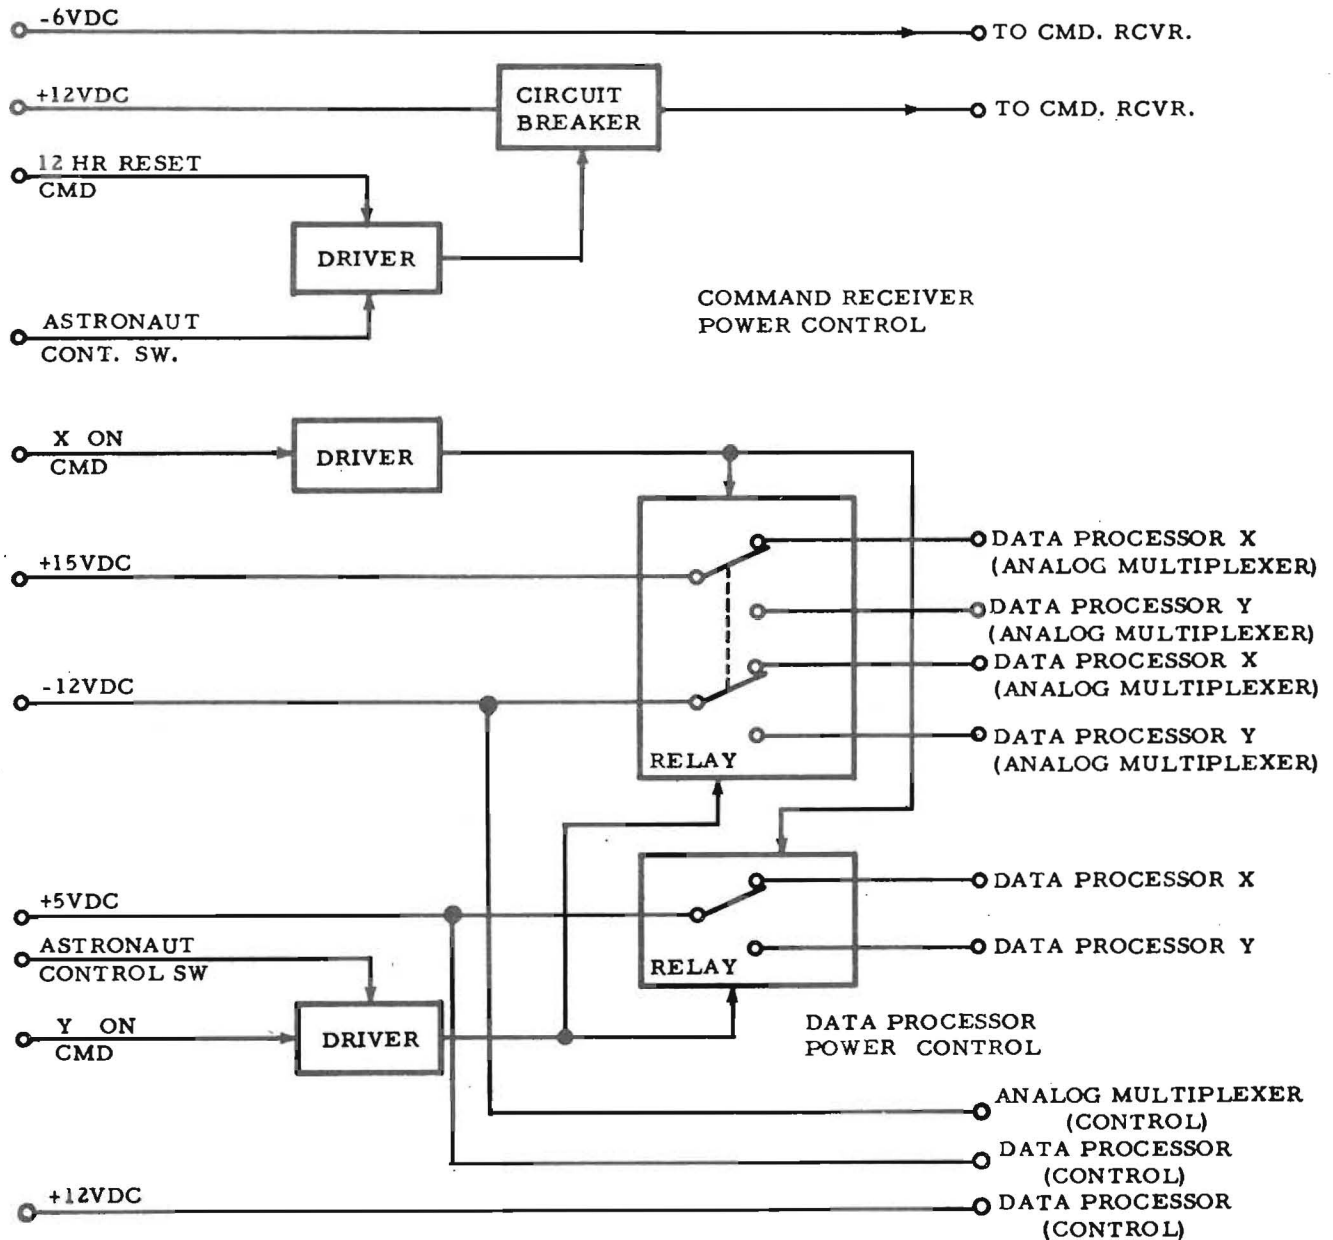 -6VDC
TO CMD. RCVR.
+12VDC
CIRCUIT
BREAKER
TO CMD. RCVR.
12 HR RESET
CMD
DRIVER
COMMAND RECEIVER
POWER CONTROL
ASTRONAUT
CONT. SW.
X ON
CMD
DRIVER
+15VDC
DATA PROCESSOR X
(ANALOG MULTIPLEXER)
DATA PROCESSOR Y
(ANALOG MULTIPLEXER)
-12VDC
DATA PROCESSOR X
(ANALOG MULTIPLEXER)
DATA PROCESSOR Y
(ANALOG MULTIPLEXER)
RELAY
+5VDC
DATA PROCESSOR X
ASTRONAUT
CONTROL SW
DATA PROCESSOR Y
RELAY
Y ON
CMD
DRIVER
DATA PROCESSOR
POWER CONTROL
ANALOG MULTIPLEXER
(CONTROL)
DATA PROCESSOR
(CONTROL)
+12VDC
DATA PROCESSOR
(CONTROL)